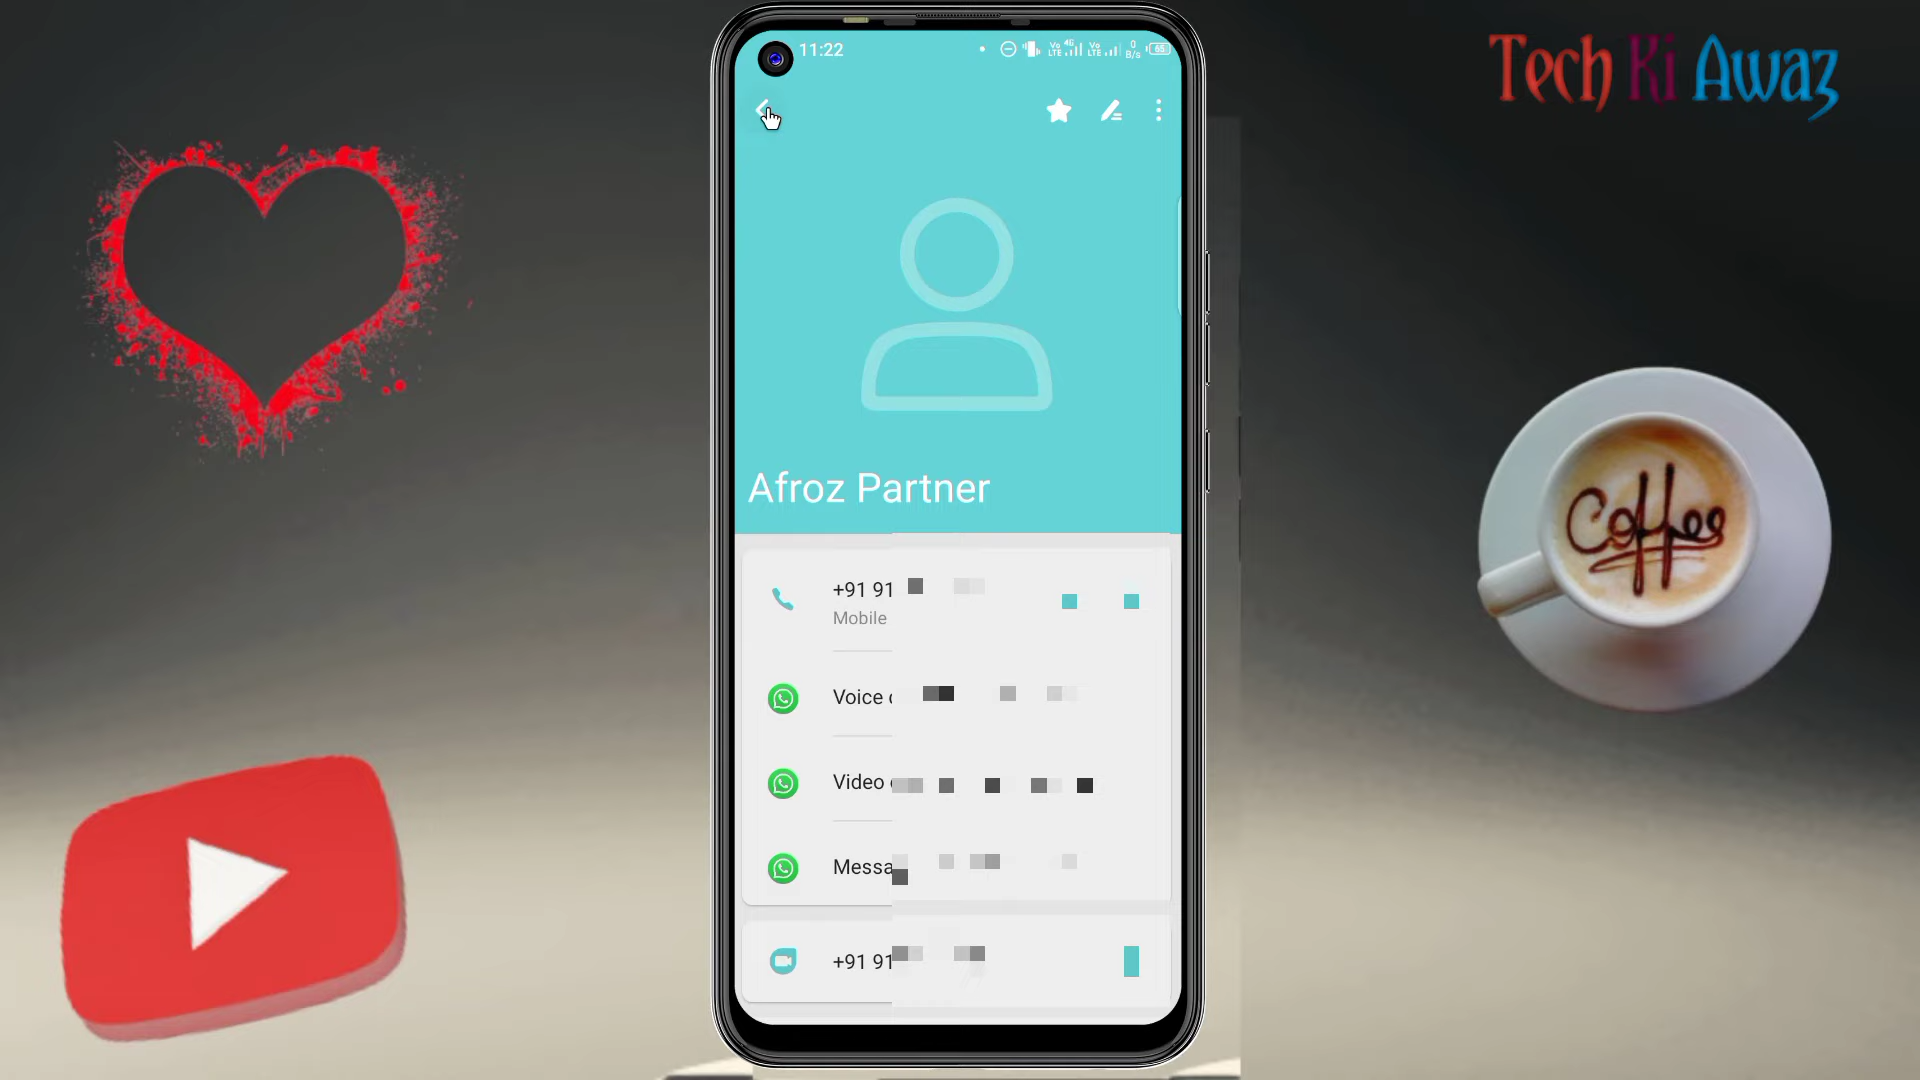 11:22
Tech Ki Awaz
Afroz Partner
+91 91
Mobile
Voice
Video
Messa
+91 91
Coffee